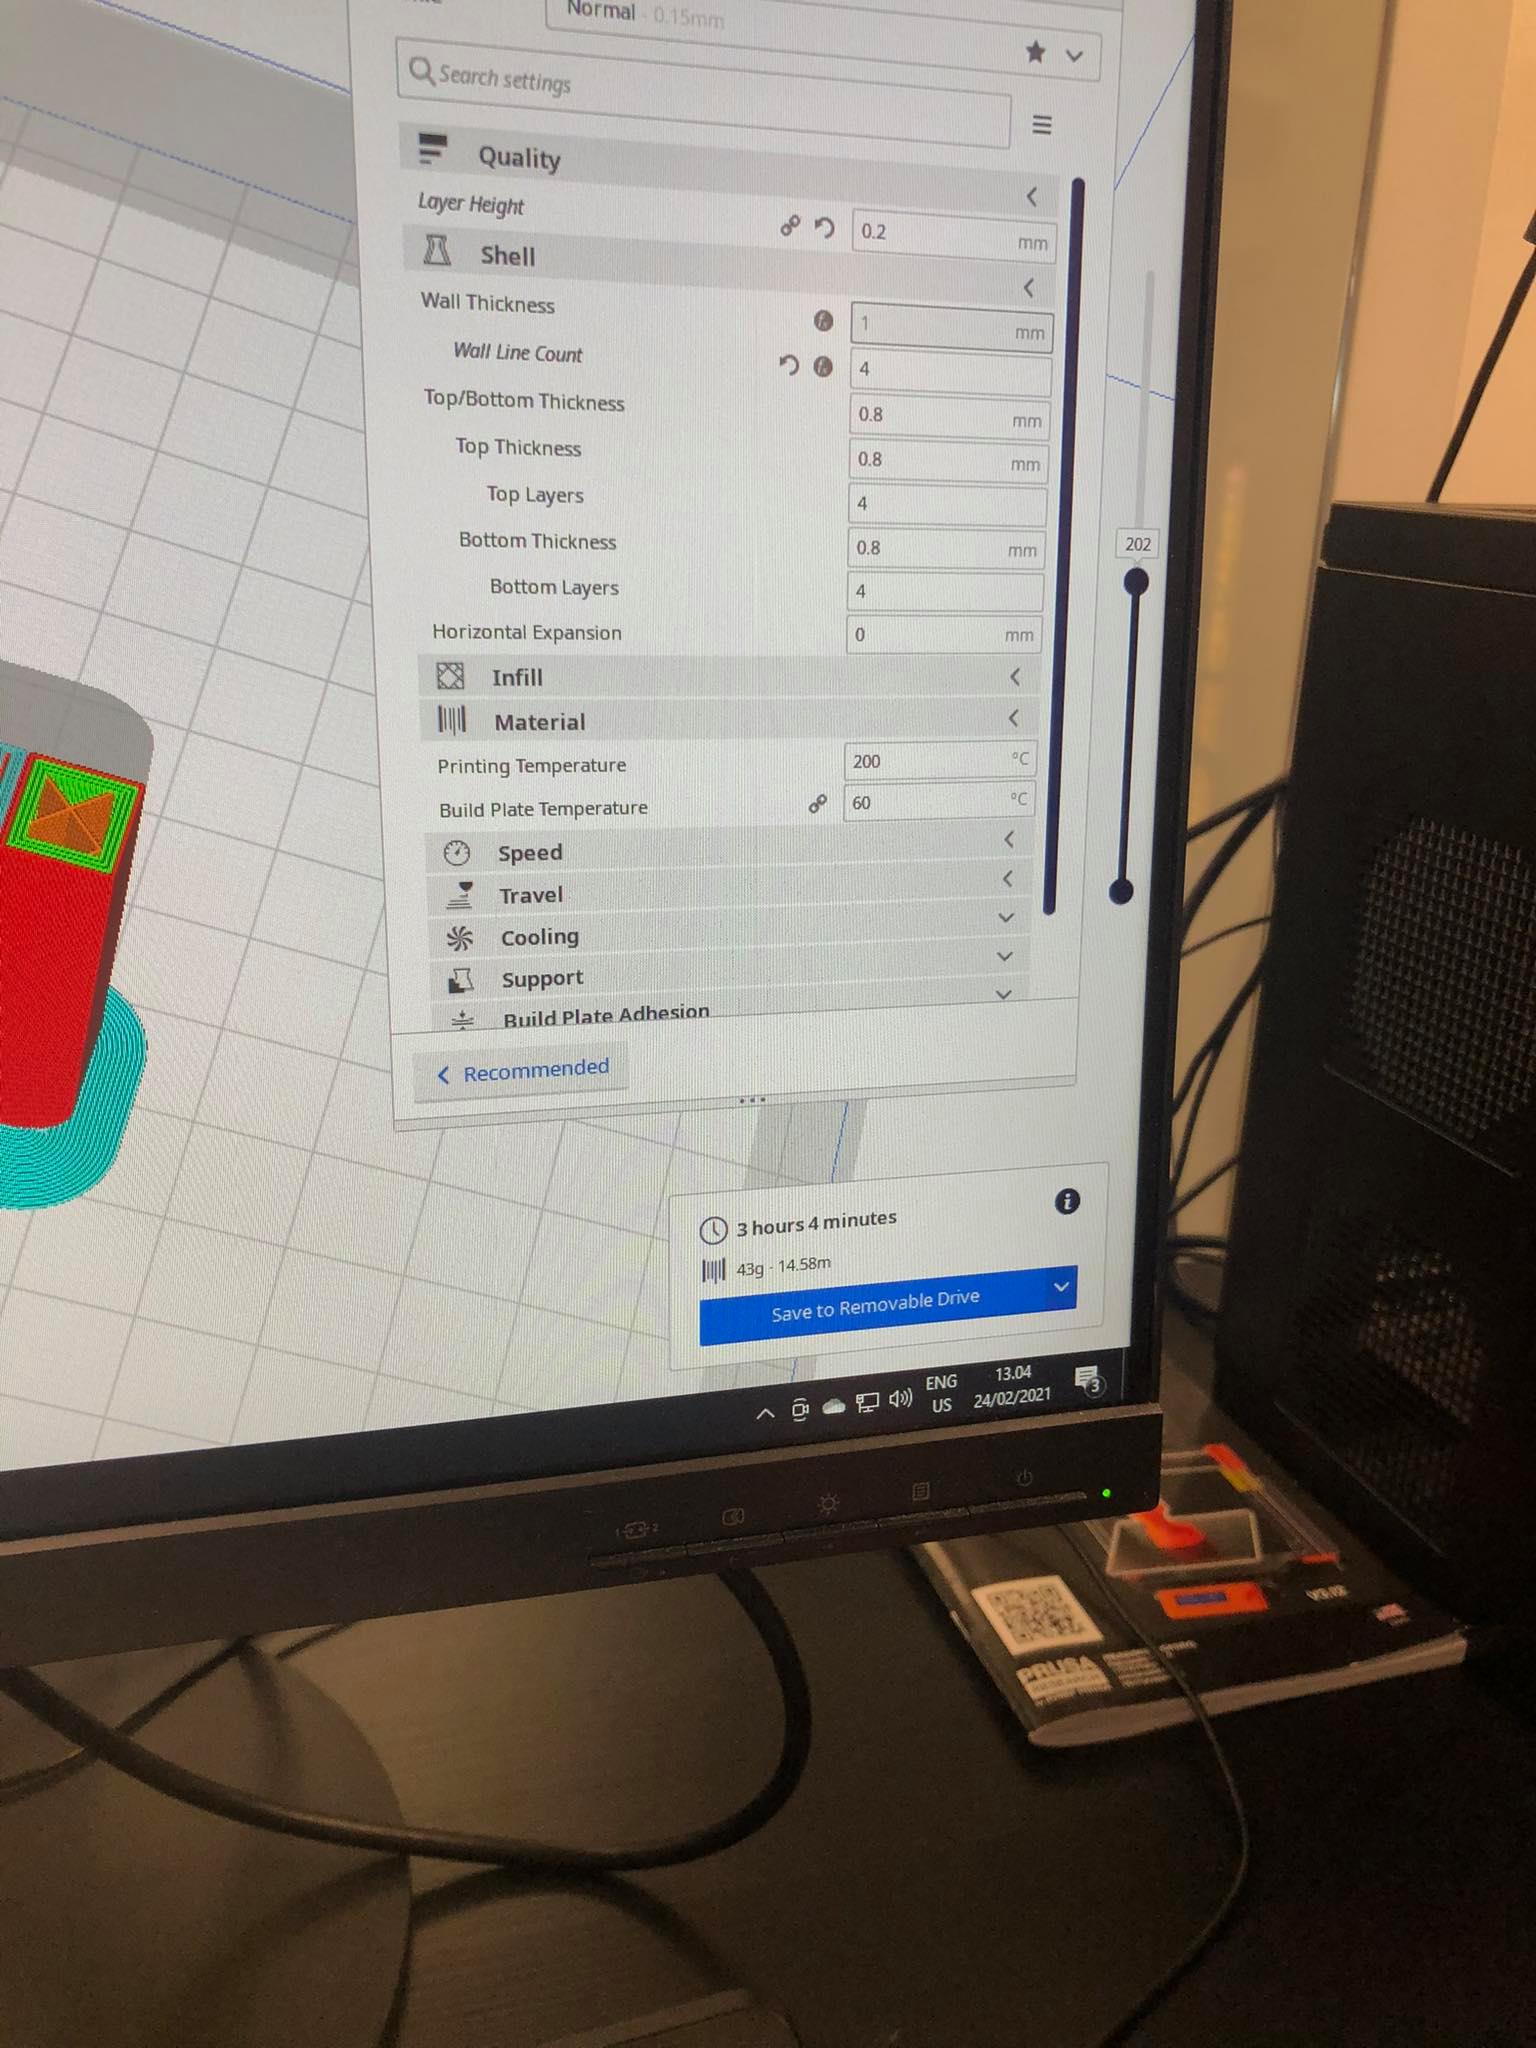 Normal - 0.15mm
Search settings
Quality
Layer Height 0.2 mm
Shell
Wall Thickness 1 mm
Wall Line Count 4
Top/Bottom Thickness 0.8 mm
Top Thickness 0.8 mm
Top Layers 4
Bottom Thickness 0.8 mm
Bottom Layers 4
Horizontal Expansion 0 mm
Infill
Material
Printing Temperature 200 °C
Build Plate Temperature 60 °C
Speed
Travel
Cooling
Support
Build Plate Adhesion
Recommended
202
3 hours 4 minutes
43g · 14.58m
Save to Removable Drive
ENG
US
13.04
24/02/2021
3
1 2
PRUSA